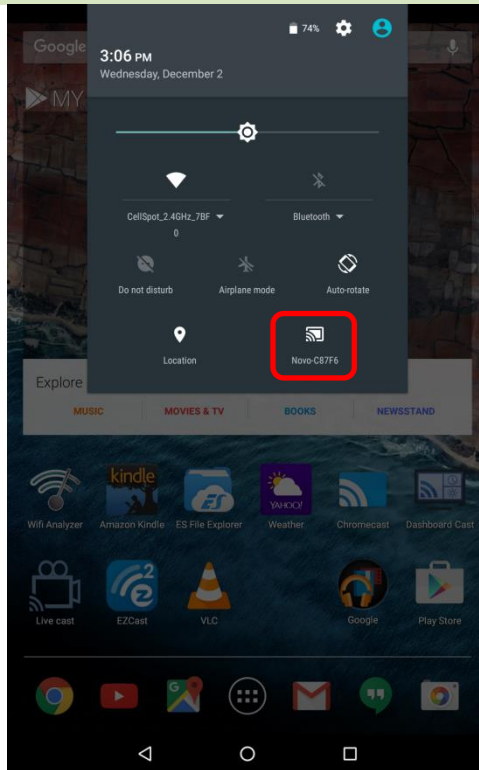 74%
Google
3:06 PM
Wednesday, December 2
MY
CellSpot_2.4GHz_7BF
0
Bluetooth
Do not disturb
Airplane mode
Auto-rotate
Location
Novo-C87F6
Explore
MUSIC
MOVIES & TV
BOOKS
NEWSSTAND
kindle
ES
YAHOO!
Wifi Analyzer
Amazon Kindle
ES File Explorer
Weather
Chromecast
Dashboard Cast
2
Live cast
EZCast
VLC
Google
Play Store
G